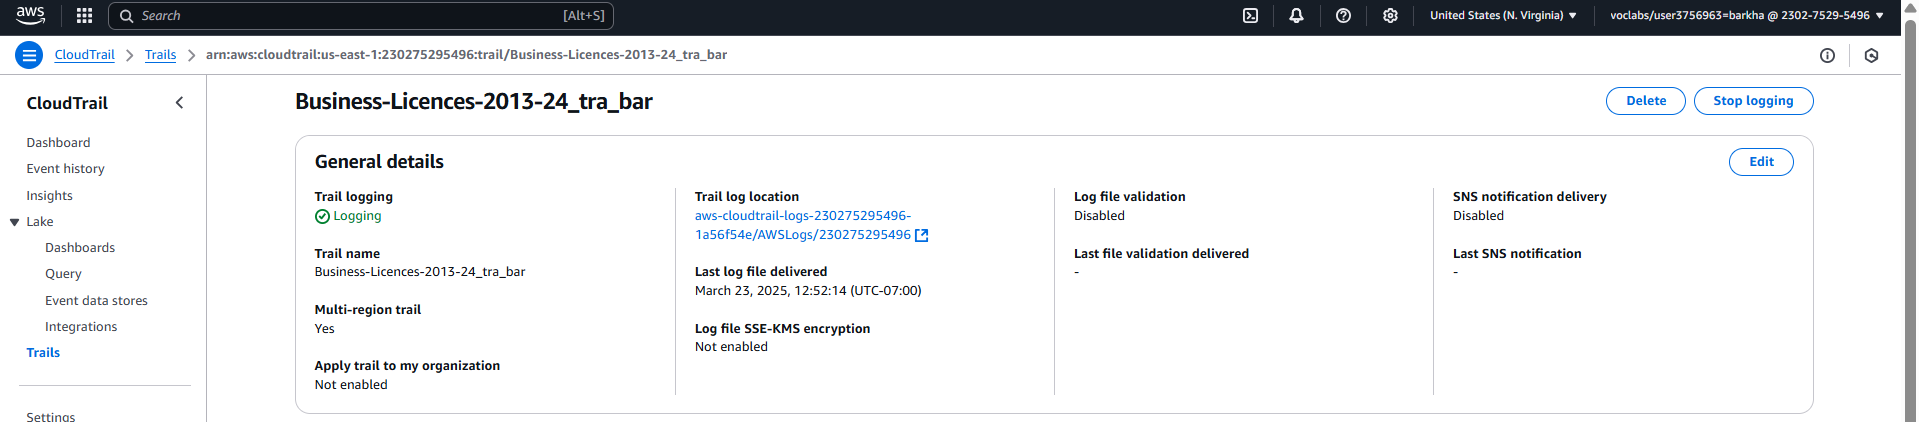 aws
Search
[Alt+S]
United States (N. Virginia)
voclabs/user3756963=barkha @ 2302-7529-5496
CloudTrail
Trails
arn:aws:cloudtrail:us-east-1:230275295496:trail/Business-Licences-2013-24_tra_bar
CloudTrail
Dashboard
Event history
Insights
Lake
Dashboards
Query
Event data stores
Integrations
Trails
Settings
Business-Licences-2013-24_tra_bar
Delete
Stop logging
General details
Edit
Trail logging
Logging
Trail name
Business-Licences-2013-24_tra_bar
Multi-region trail
Yes
Apply trail to my organization
Not enabled
Trail log location
aws-cloudtrail-logs-230275295496-
1a56f54e/AWSLogs/230275295496
Last log file delivered
March 23, 2025, 12:52:14 (UTC-07:00)
Log file SSE-KMS encryption
Not enabled
Log file validation
Disabled
Last file validation delivered
-
SNS notification delivery
Disabled
Last SNS notification
-